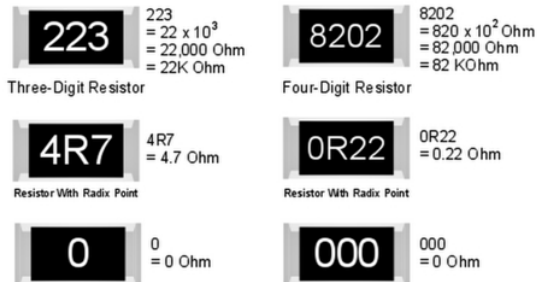 223
223
= 22 x 10³
= 22,000 Ohm
= 22K Ohm
Three-Digit Resistor
8202
8202
= 820 x 10² Ohm
= 82,000 Ohm
= 82 KOhm
Four-Digit Resistor
4R7
4R7
= 4.7 Ohm
Resistor With Radix Point
0R22
0R22
= 0.22 Ohm
Resistor With Radix Point
0
0
= 0 Ohm
000
000
= 0 Ohm